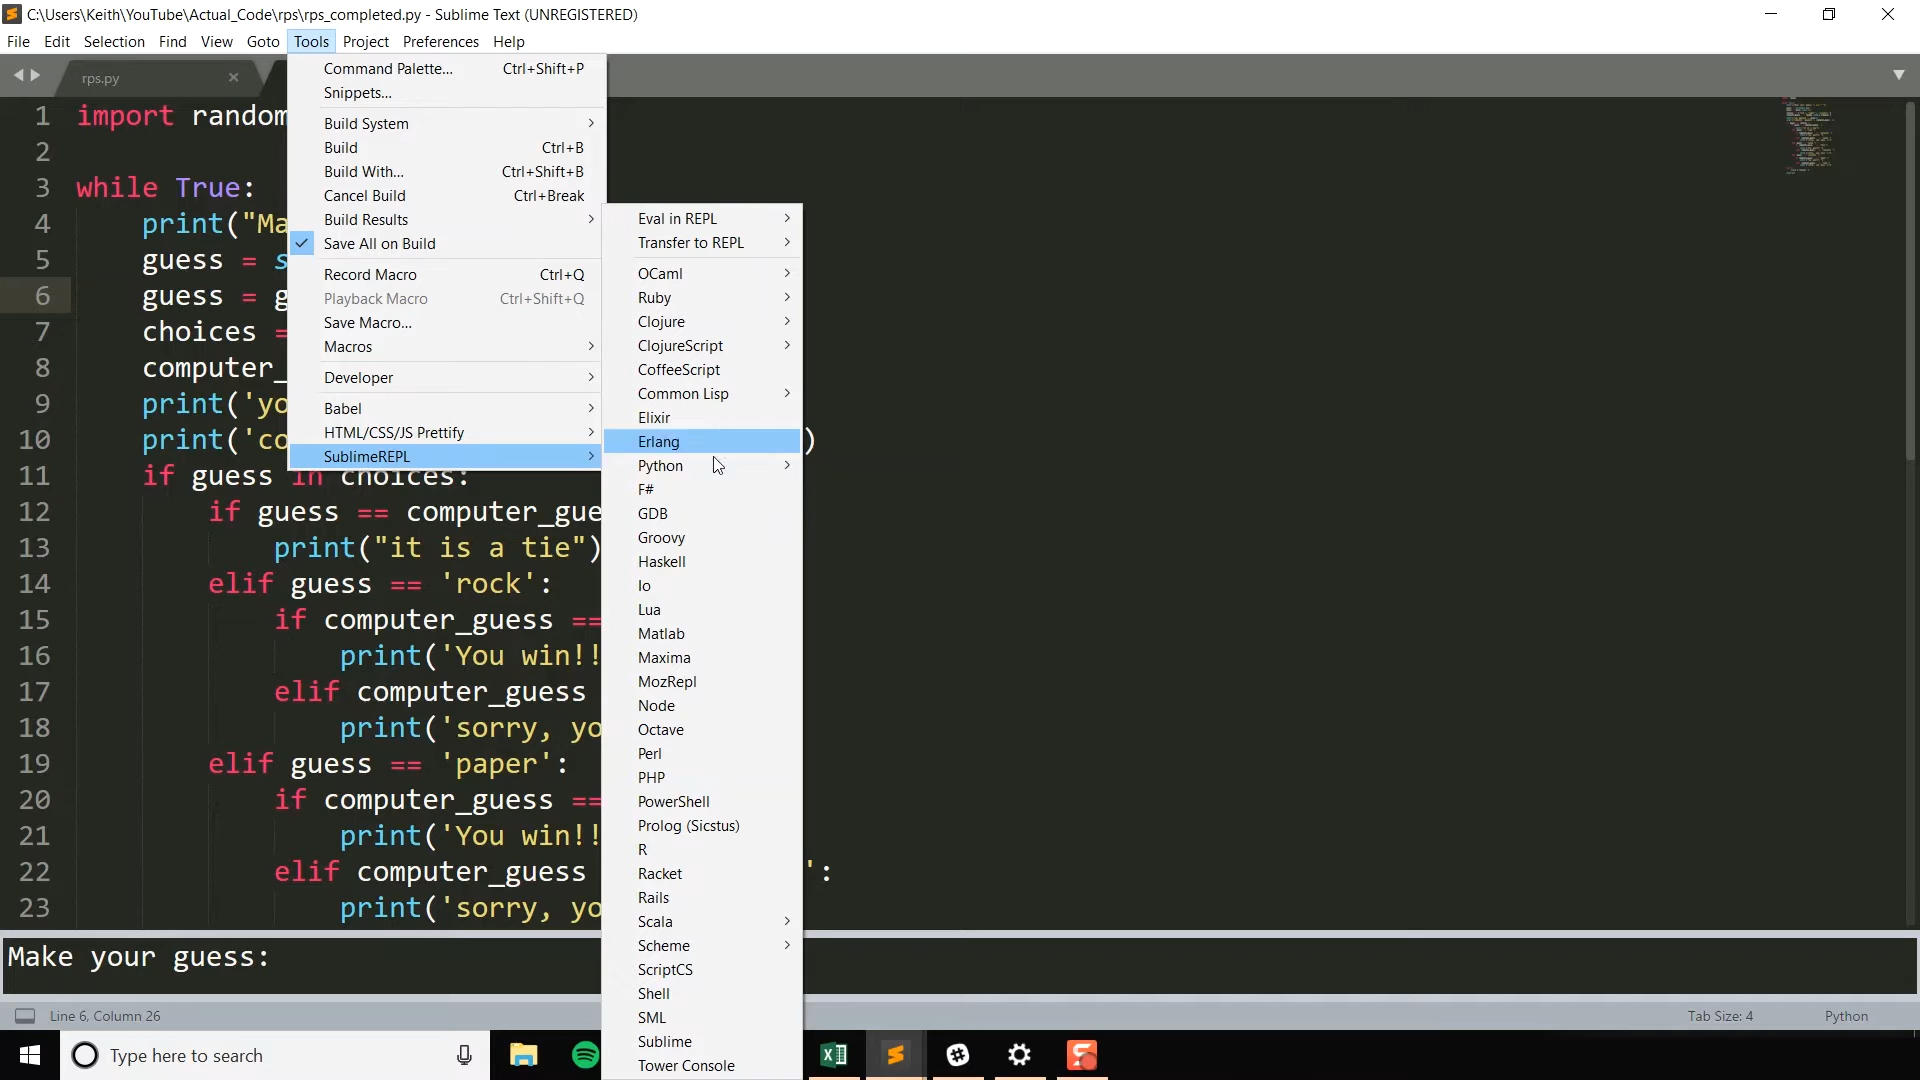 C:\Users\Keith\YouTube\Actual_Code\rps\rps_completed.py - Sublime Text (UNREGISTERED)
File Edit Selection Find View Goto Tools Project Preferences Help
rps.py
Command Palette... Ctrl+Shift+P
Snippets...
Build System
Build Ctrl+B
Build With... Ctrl+Shift+B
Cancel Build Ctrl+Break
Build Results
Save All on Build
Record Macro Ctrl+Q
Playback Macro Ctrl+Shift+Q
Save Macro...
Macros
Developer
Babel
HTML/CSS/JS Prettify
SublimeREPL
Eval in REPL
Transfer to REPL
OCaml
Ruby
Clojure
ClojureScript
CoffeeScript
Common Lisp
Elixir
Erlang
Python
F#
GDB
Groovy
Haskell
Io
Lua
Matlab
Maxima
MozRepl
Node
Octave
Perl
PHP
PowerShell
Prolog (Sicstus)
R
Racket
Rails
Scala
Scheme
ScriptCS
Shell
SML
Sublime
Tower Console
1 import random
2
3 while True:
4 print("Ma
5 guess = s
6 guess = g
7 choices =
8 computer_
9 print('yo
10 print('co )
11 if guess in choices:
12 if guess == computer_gue
13 print("it is a tie")
14 elif guess == 'rock':
15 if computer_guess ==
16 print('You win!!
17 elif computer_guess
18 print('sorry, yo
19 elif guess == 'paper':
20 if computer_guess ==
21 print('You win!!
22 elif computer_guess ':
23 print('sorry, yo
Make your guess:
Line 6, Column 26 Tab Size: 4 Python
Type here to search